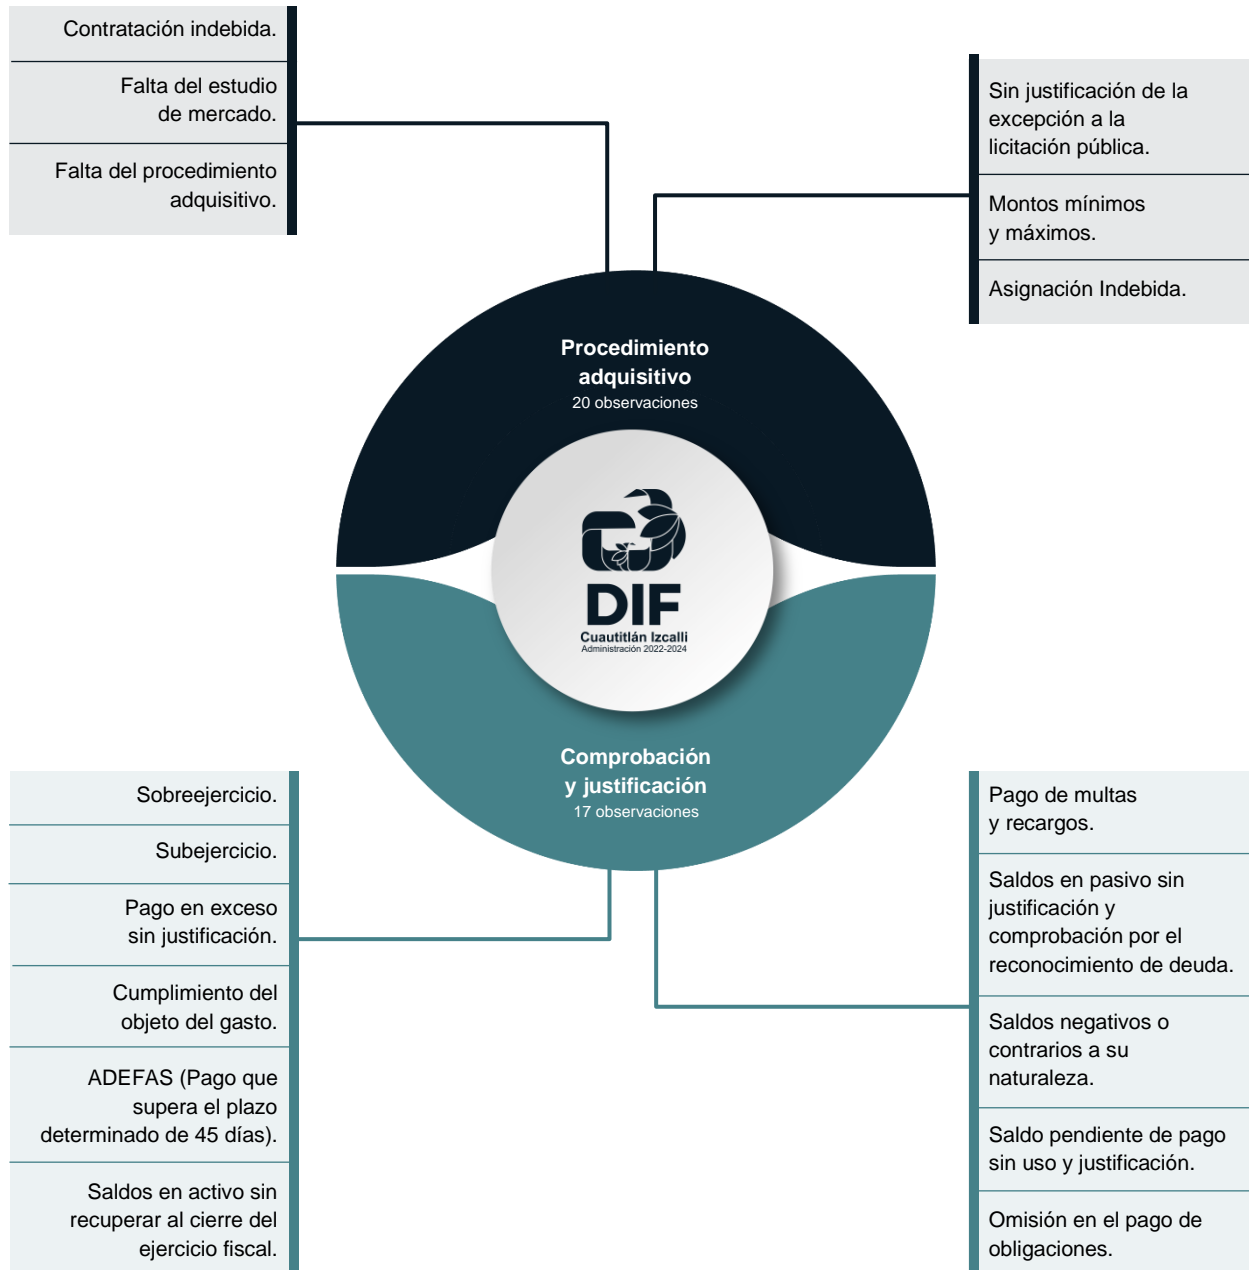 Contratación indebida.
Falta del estudio
de mercado.
Falta del procedimiento
adquisitivo.
Sin justificación de la
excepción a la
licitación pública.
Montos mínimos
y máximos.
Asignación Indebida.
Procedimiento
adquisitivo
20 observaciones
DIF
Cuautitlán Izcalli
Administración 2022-2024
Comprobación
y justificación
17 observaciones
Sobreejercicio.
Subejercicio.
Pago en exceso
sin justificación.
Cumplimiento del
objeto del gasto.
ADEFAS (Pago que
supera el plazo
determinado de 45 días).
Saldos en activo sin
recuperar al cierre del
ejercicio fiscal.
Pago de multas
y recargos.
Saldos en pasivo sin
justificación y
comprobación por el
reconocimiento de deuda.
Saldos negativos o
contrarios a su
naturaleza.
Saldo pendiente de pago
sin uso y justificación.
Omisión en el pago de
obligaciones.